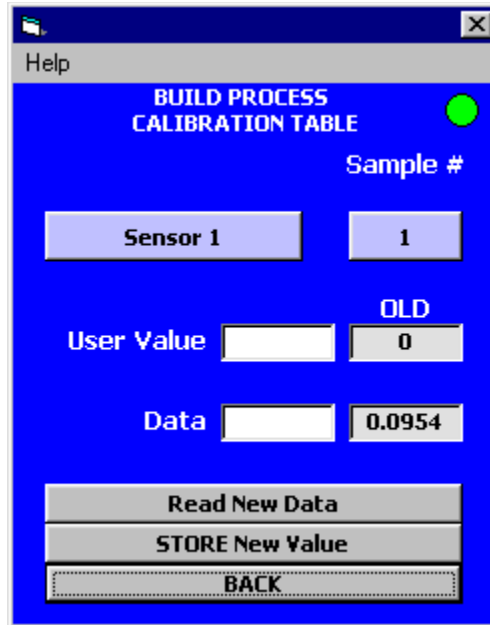 Help
BUILD PROCESS
CALIBRATION TABLE
Sample #
Sensor 1 1
OLD
User Value 0
Data 0.0954
Read New Data
STORE New Value
BACK